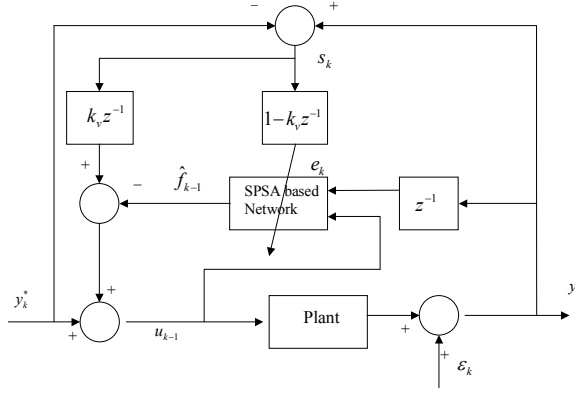 − +
s_k
k_v z^{-1} 1−k_v z^{-1}
+ e_k
− \hat{f}_{k-1} SPSA based
Network z^{-1}
+
y_k^* y
+ u_{k-1} Plant + +
ε_k